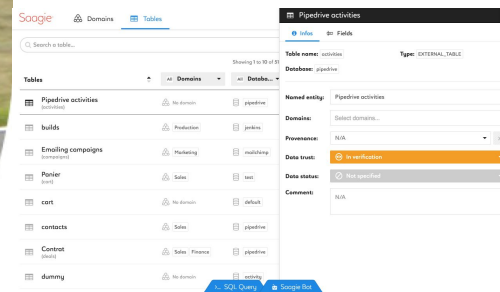 Saagie
Domains
Tables
Search a table...
Showing 1 to 10 of 51
Tables
All Domains
All Databa...
Pipedrive activities
(activities)
No domain
pipedrive
builds
Production
jenkins
Emailing campaigns
(campaigns)
Marketing
mailchimp
Panier
(cart)
Sales
test
cart
No domain
default
contacts
Sales
pipedrive
Contrat
(deals)
Sales Finance
pipedrive
dummy
No domain
activity
Pipedrive activities
Infos
Fields
Table name: activities
Type: EXTERNAL_TABLE
Database: pipedrive
Named entity: Pipedrive activities
Domains: Select domains...
Provenance: N/A
Data trust: In verification
Data status: Not specified
Comment: N/A
SQL Query
Saagie Bot